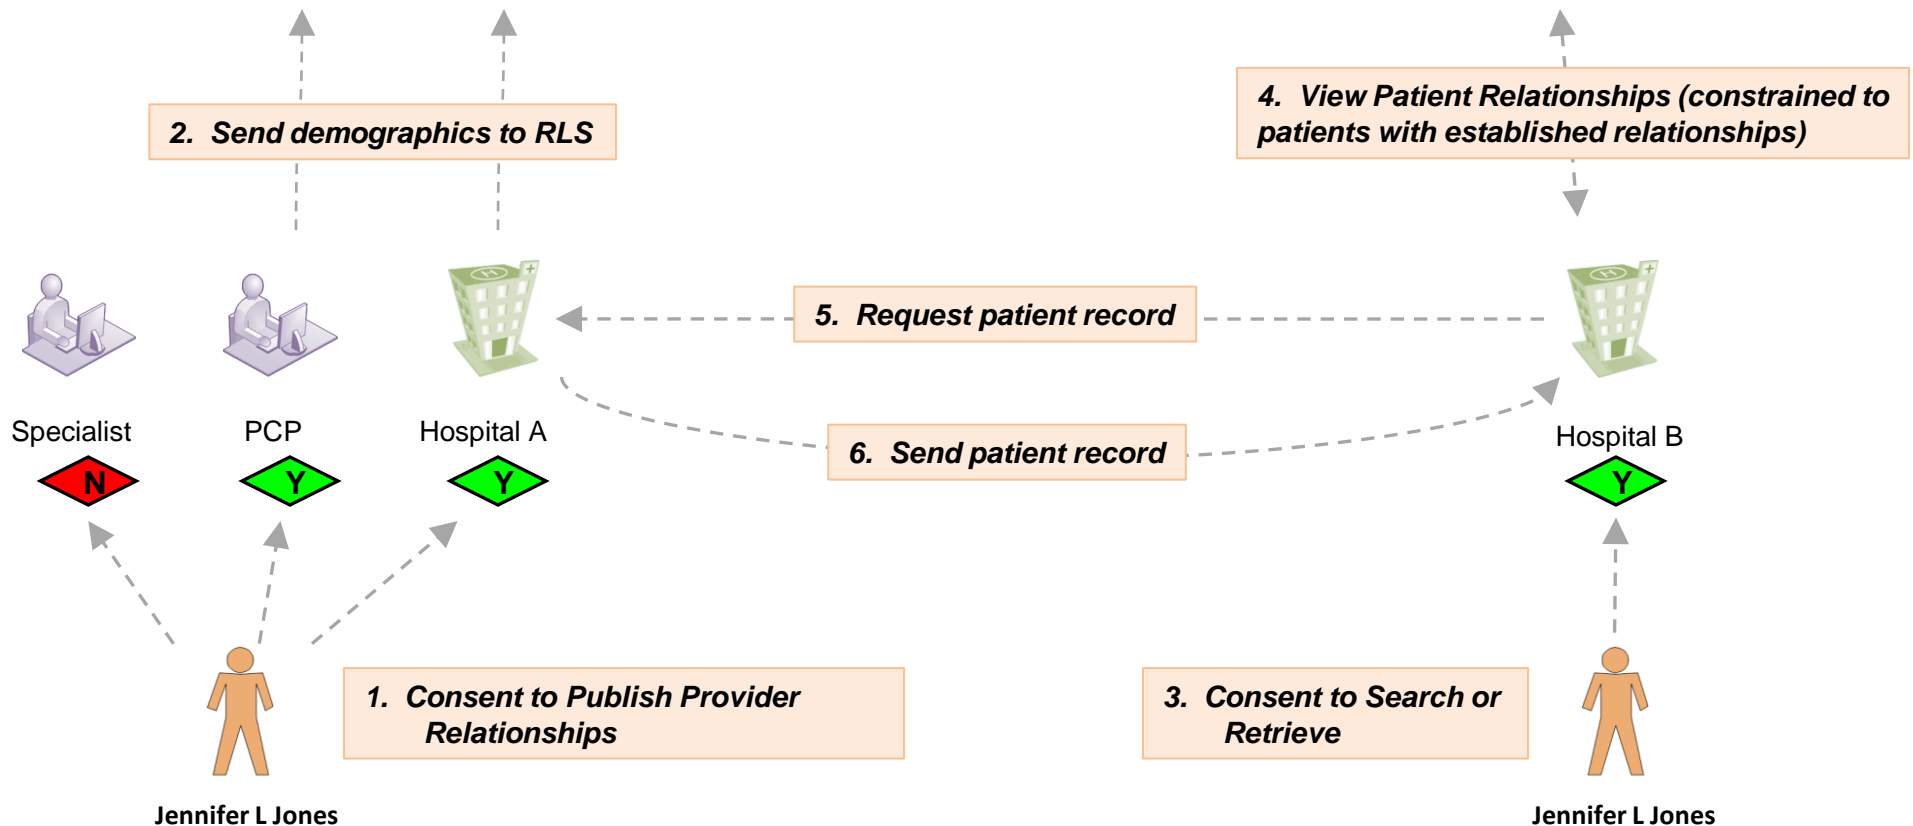 2. Send demographics to RLS
4. View Patient Relationships (constrained to
patients with established relationships)
H
+
H
+
5. Request patient record
Specialist
PCP
Hospital A
6. Send patient record
Hospital B
N
Y
Y
Y
1. Consent to Publish Provider
Relationships
3. Consent to Search or
Retrieve
Jennifer L Jones
Jennifer L Jones